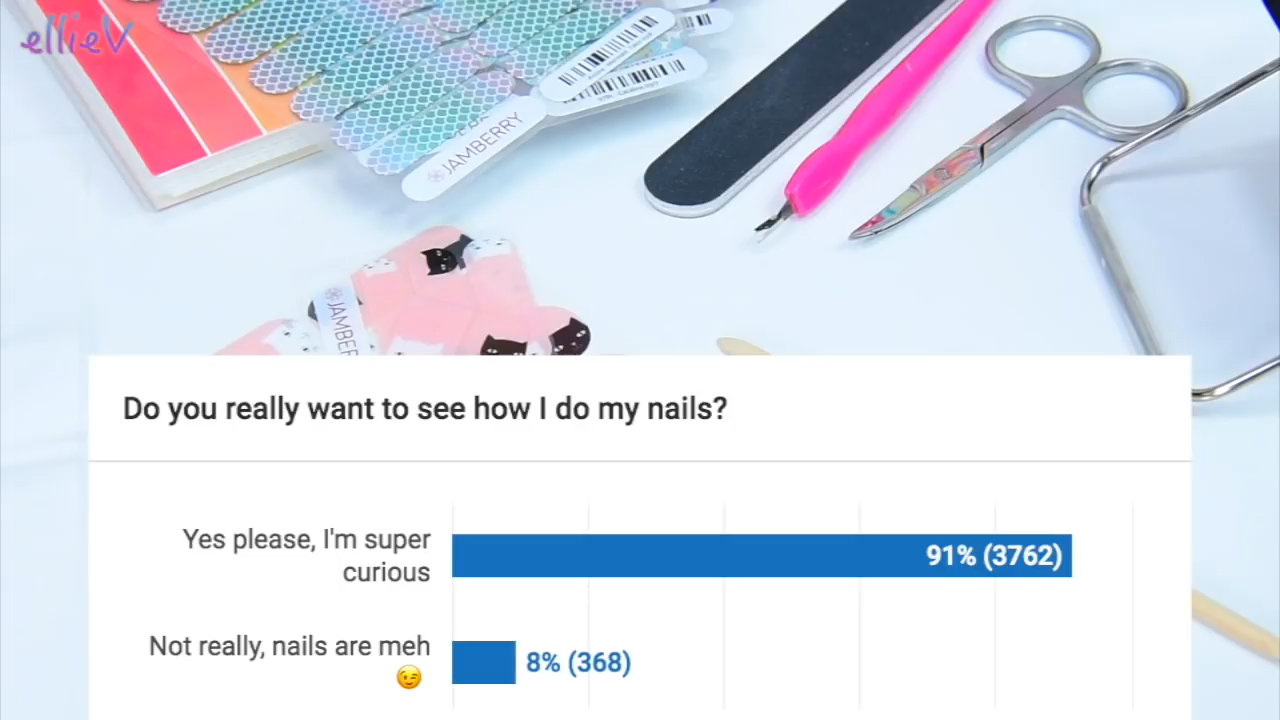 ellieV
JAMBERRY
JAMBER
Do you really want to see how I do my nails?
Yes please, I'm super
curious
91% (3762)
Not really, nails are meh
😉
8% (368)